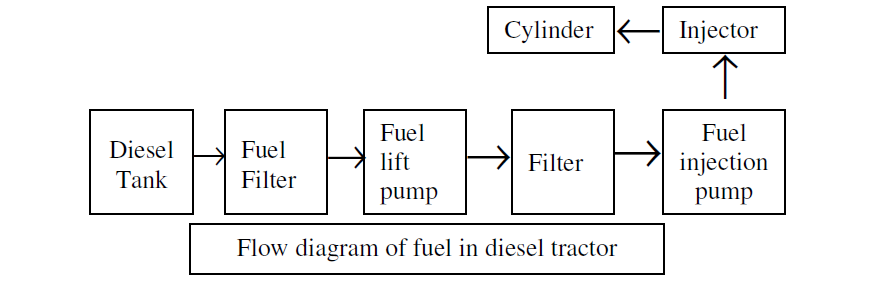 Cylinder
Injector
Diesel
Tank
Fuel
Filter
Fuel
lift
pump
Filter
Fuel
injection
pump
Flow diagram of fuel in diesel tractor